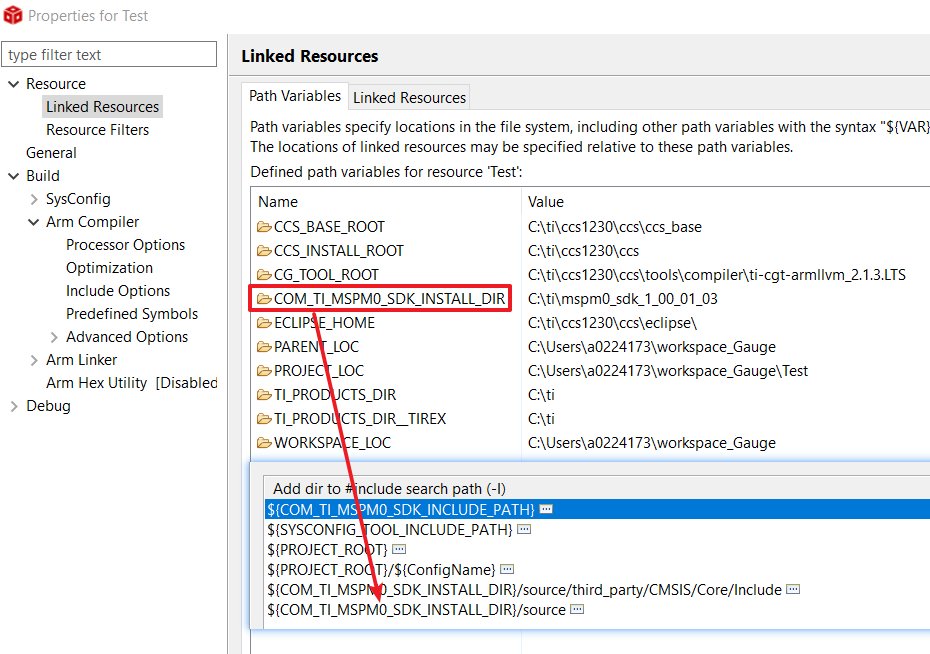 Properties for Test
type filter text
Resource
Linked Resources
Resource Filters
General
Build
SysConfig
Arm Compiler
Processor Options
Optimization
Include Options
Predefined Symbols
Advanced Options
Arm Linker
Arm Hex Utility [Disabled
Debug
Linked Resources
Path Variables Linked Resources
Path variables specify locations in the file system, including other path variables with the syntax "${VAR}
The locations of linked resources may be specified relative to these path variables.
Defined path variables for resource 'Test':
Name Value
CCS_BASE_ROOT C:\ti\ccs1230\ccs\ccs_base
CCS_INSTALL_ROOT C:\ti\ccs1230\ccs
CG_TOOL_ROOT C:\ti\ccs1230\ccs\tools\compiler\ti-cgt-armllvm_2.1.3.LTS
COM_TI_MSPM0_SDK_INSTALL_DIR C:\ti\mspm0_sdk_1_00_01_03
ECLIPSE_HOME C:\ti\ccs1230\ccs\eclipse\
PARENT_LOC C:\Users\a0224173\workspace_Gauge
PROJECT_LOC C:\Users\a0224173\workspace_Gauge\Test
TI_PRODUCTS_DIR C:\ti
TI_PRODUCTS_DIR__TIREX C:\ti
WORKSPACE_LOC C:\Users\a0224173\workspace_Gauge
Add dir to #include search path (-I)
${COM_TI_MSPM0_SDK_INCLUDE_PATH}
${SYSCONFIG_TOOL_INCLUDE_PATH}
${PROJECT_ROOT}
${PROJECT_ROOT}/${ConfigName}
${COM_TI_MSPM0_SDK_INSTALL_DIR}/source/third_party/CMSIS/Core/Include
${COM_TI_MSPM0_SDK_INSTALL_DIR}/source